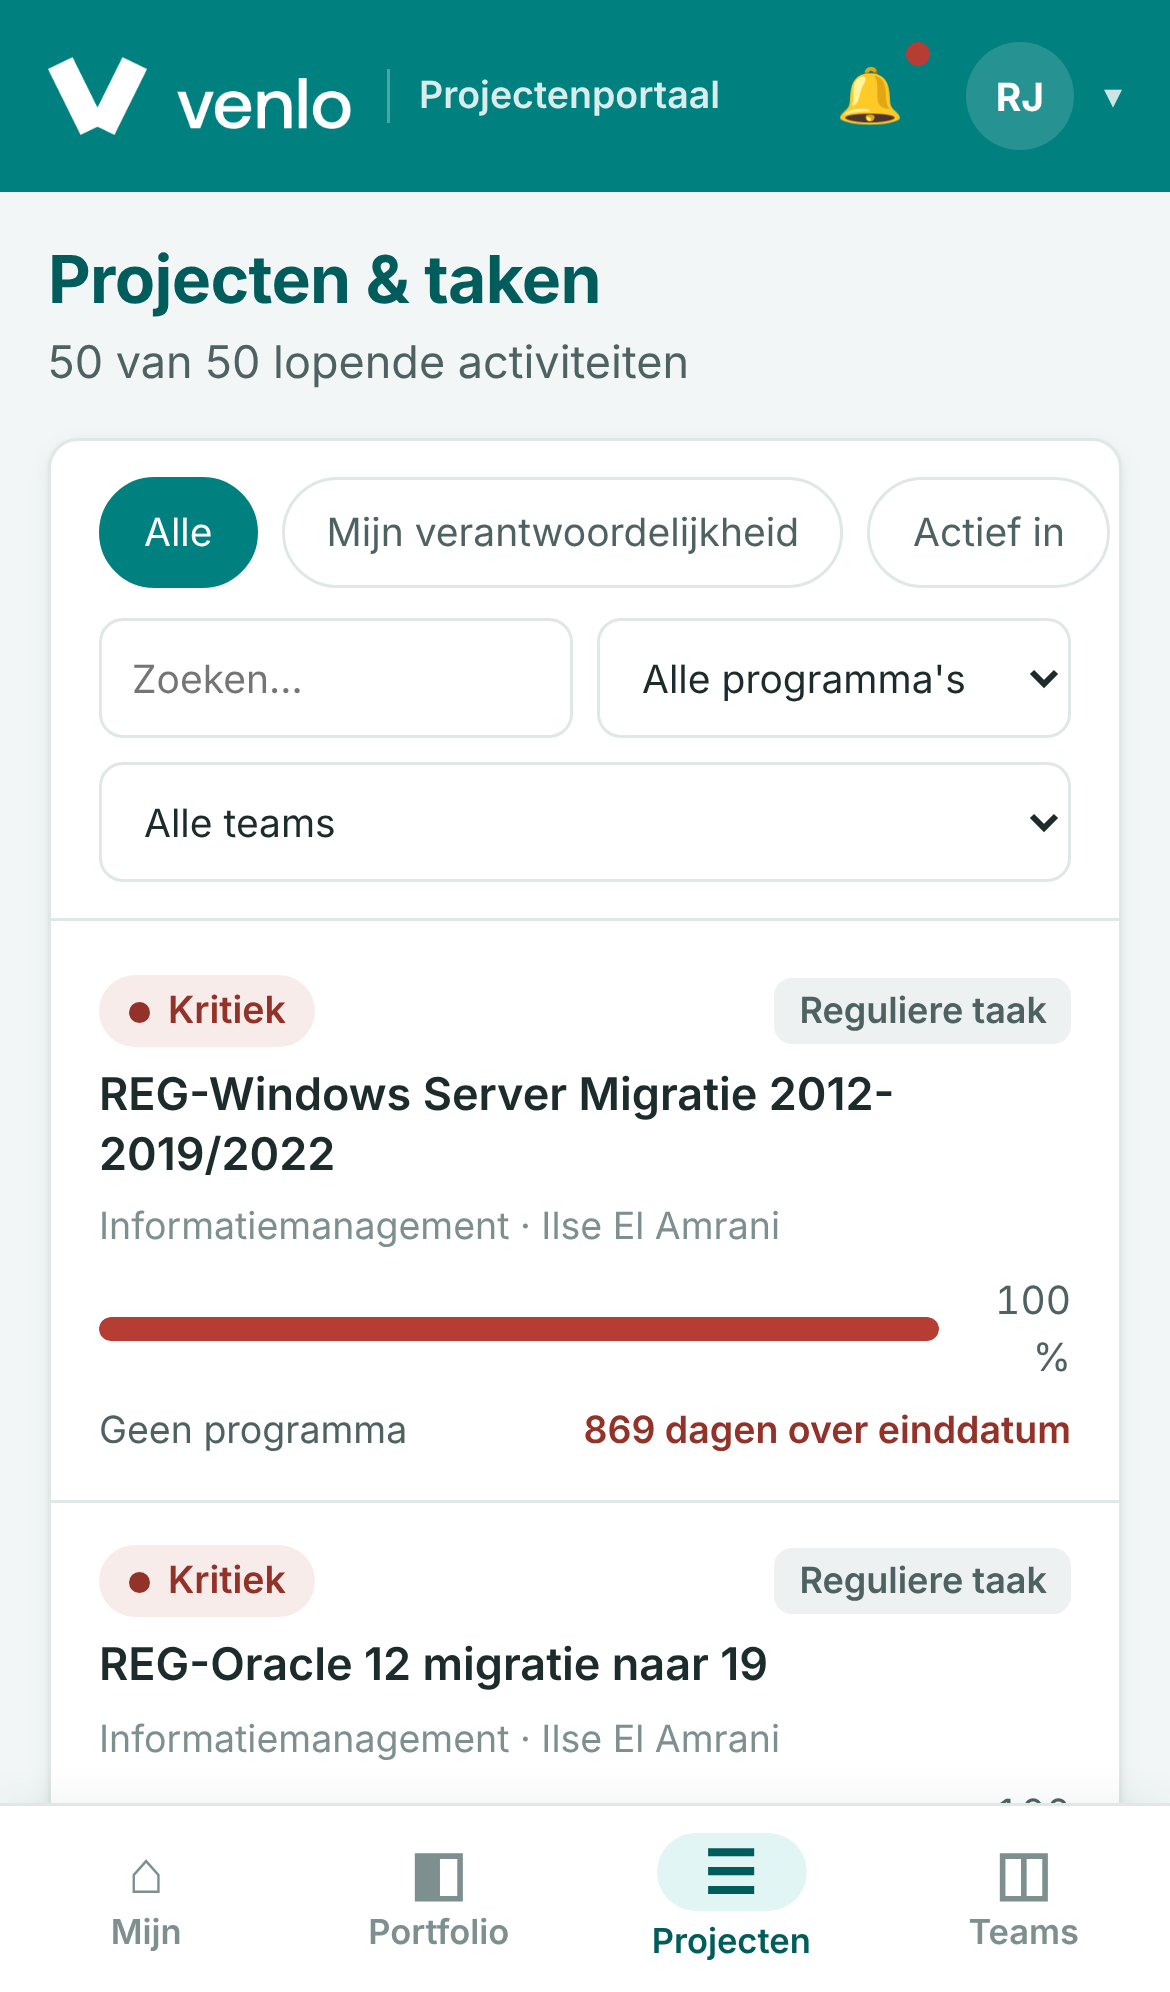 venlo
Projectenportaal
RJ
Projecten & taken
50 van 50 lopende activiteiten
Alle
Mijn verantwoordelijkheid
Actief in
Zoeken...
Alle programma's
Alle teams
Kritiek
Reguliere taak
REG-Windows Server Migratie 2012-
2019/2022
Informatiemanagement · Ilse El Amrani
100
%
Geen programma
869 dagen over einddatum
Kritiek
Reguliere taak
REG-Oracle 12 migratie naar 19
Informatiemanagement · Ilse El Amrani
Mijn
Portfolio
Projecten
Teams